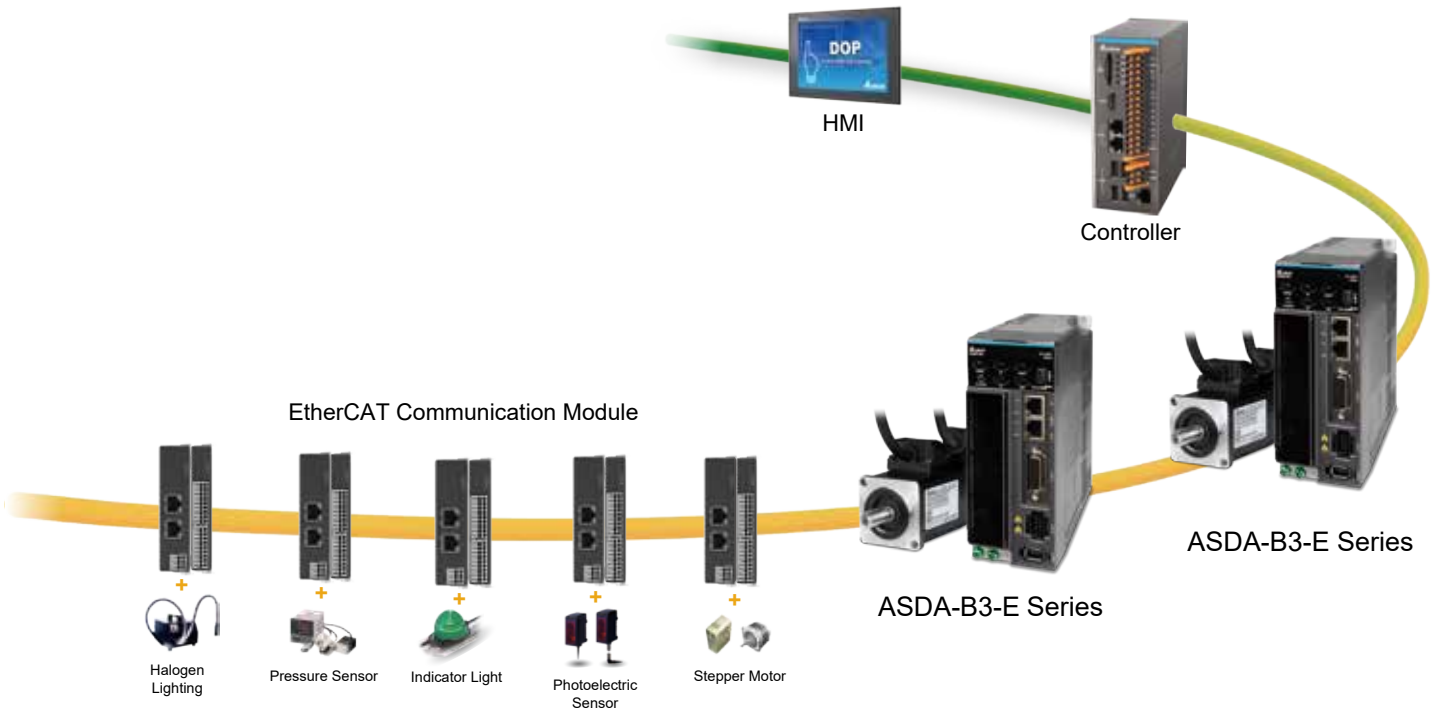 DOP
HMI
Controller
EtherCAT Communication Module
ASDA-B3-E Series
ASDA-B3-E Series
Halogen
Lighting
Pressure Sensor
Indicator Light
Photoelectric
Sensor
Stepper Motor